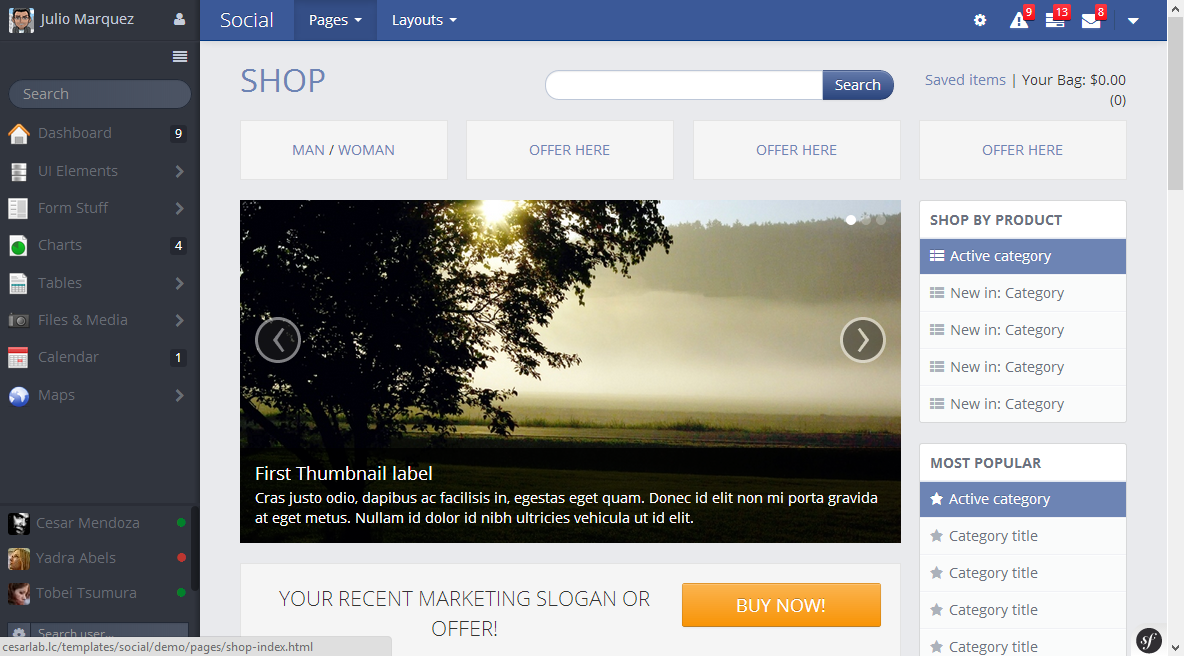 Julio Marquez
Search
Dashboard 9
UI Elements
Form Stuff
Charts 4
Tables
Files & Media
Calendar 1
Maps
Cesar Mendoza
Yadra Abels
Tobei Tsumura
Search user...
cesarlab.lc/templates/social/demo/pages/shop-index.html
Social Pages Layouts 9 13 8
SHOP
Search
Saved items | Your Bag: $0.00
(0)
MAN / WOMAN
OFFER HERE
OFFER HERE
OFFER HERE
First Thumbnail label
Cras justo odio, dapibus ac facilisis in, egestas eget quam. Donec id elit non mi porta gravida
at eget metus. Nullam id dolor id nibh ultricies vehicula ut id elit.
YOUR RECENT MARKETING SLOGAN OR
OFFER!
BUY NOW!
SHOP BY PRODUCT
Active category
New in: Category
New in: Category
New in: Category
New in: Category
MOST POPULAR
Active category
Category title
Category title
Category title
Category title
sf